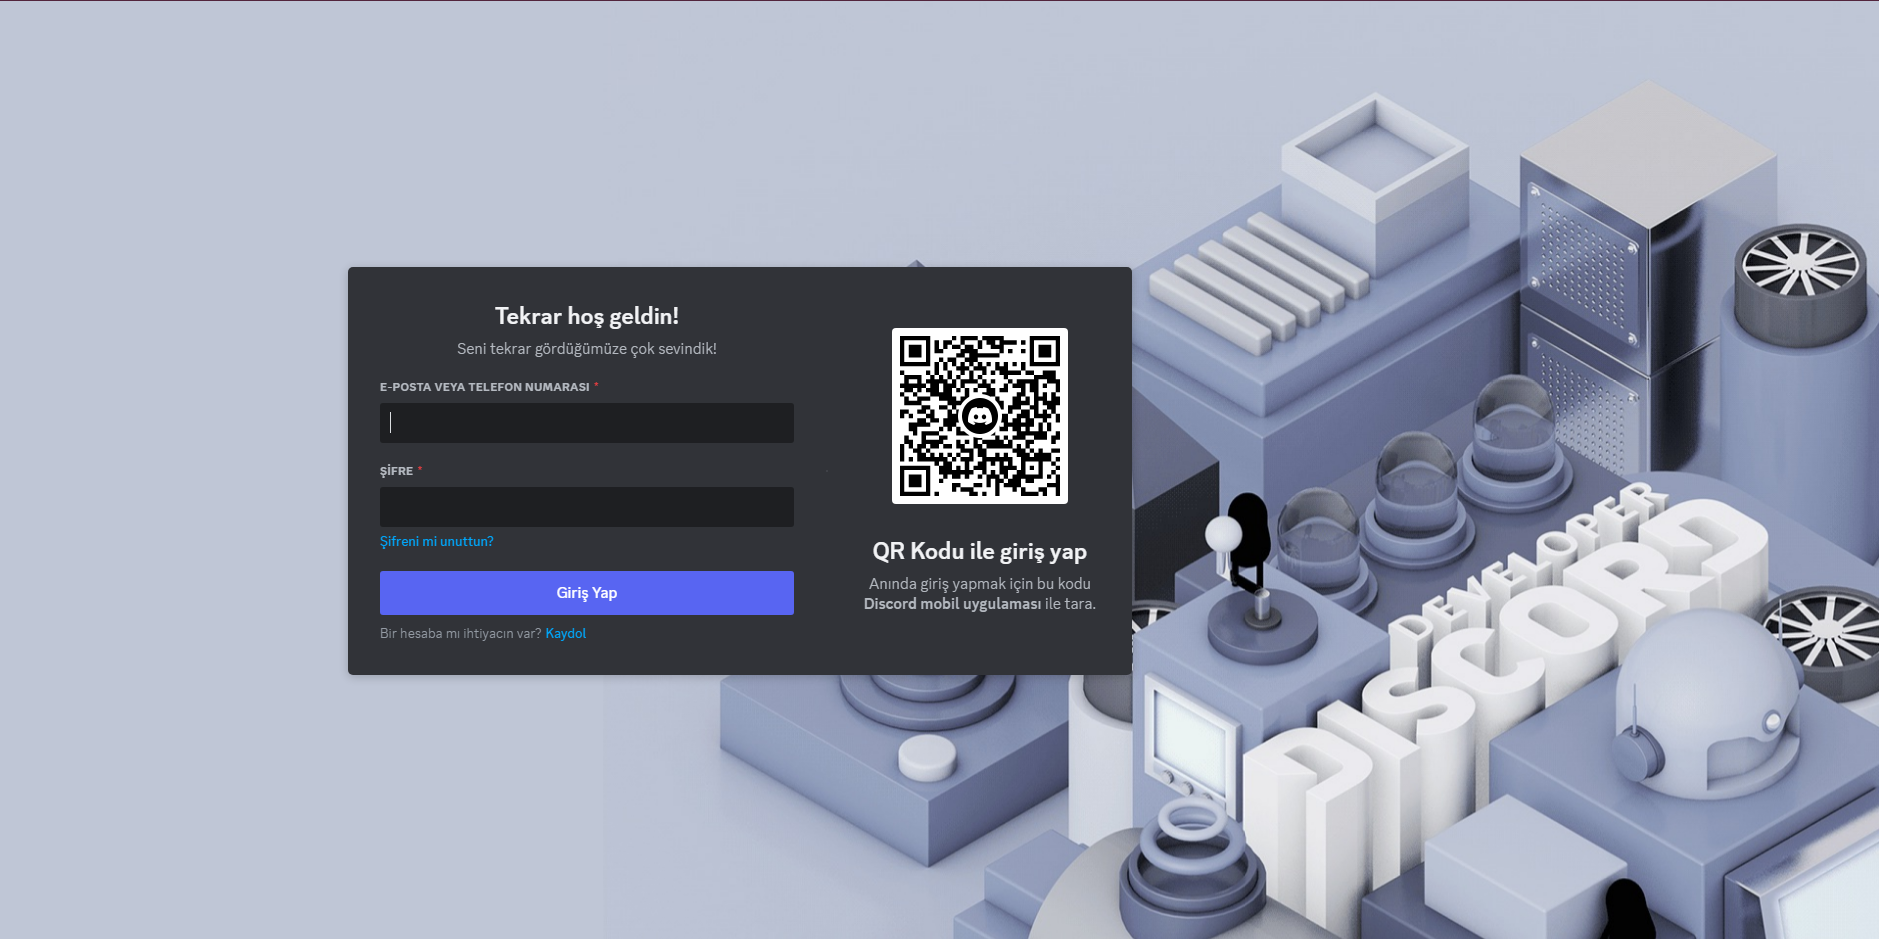 Tekrar hoş geldin!
Seni tekrar gördüğümüze çok sevindik!
E-POSTA VEYA TELEFON NUMARASI *
ŞİFRE *
Şifreni mi unuttun?
Giriş Yap
Bir hesaba mı ihtiyacın var? Kaydol
QR Kodu ile giriş yap
Anında giriş yapmak için bu kodu
Discord mobil uygulaması ile tara.
DEVELOPER
DISCORD